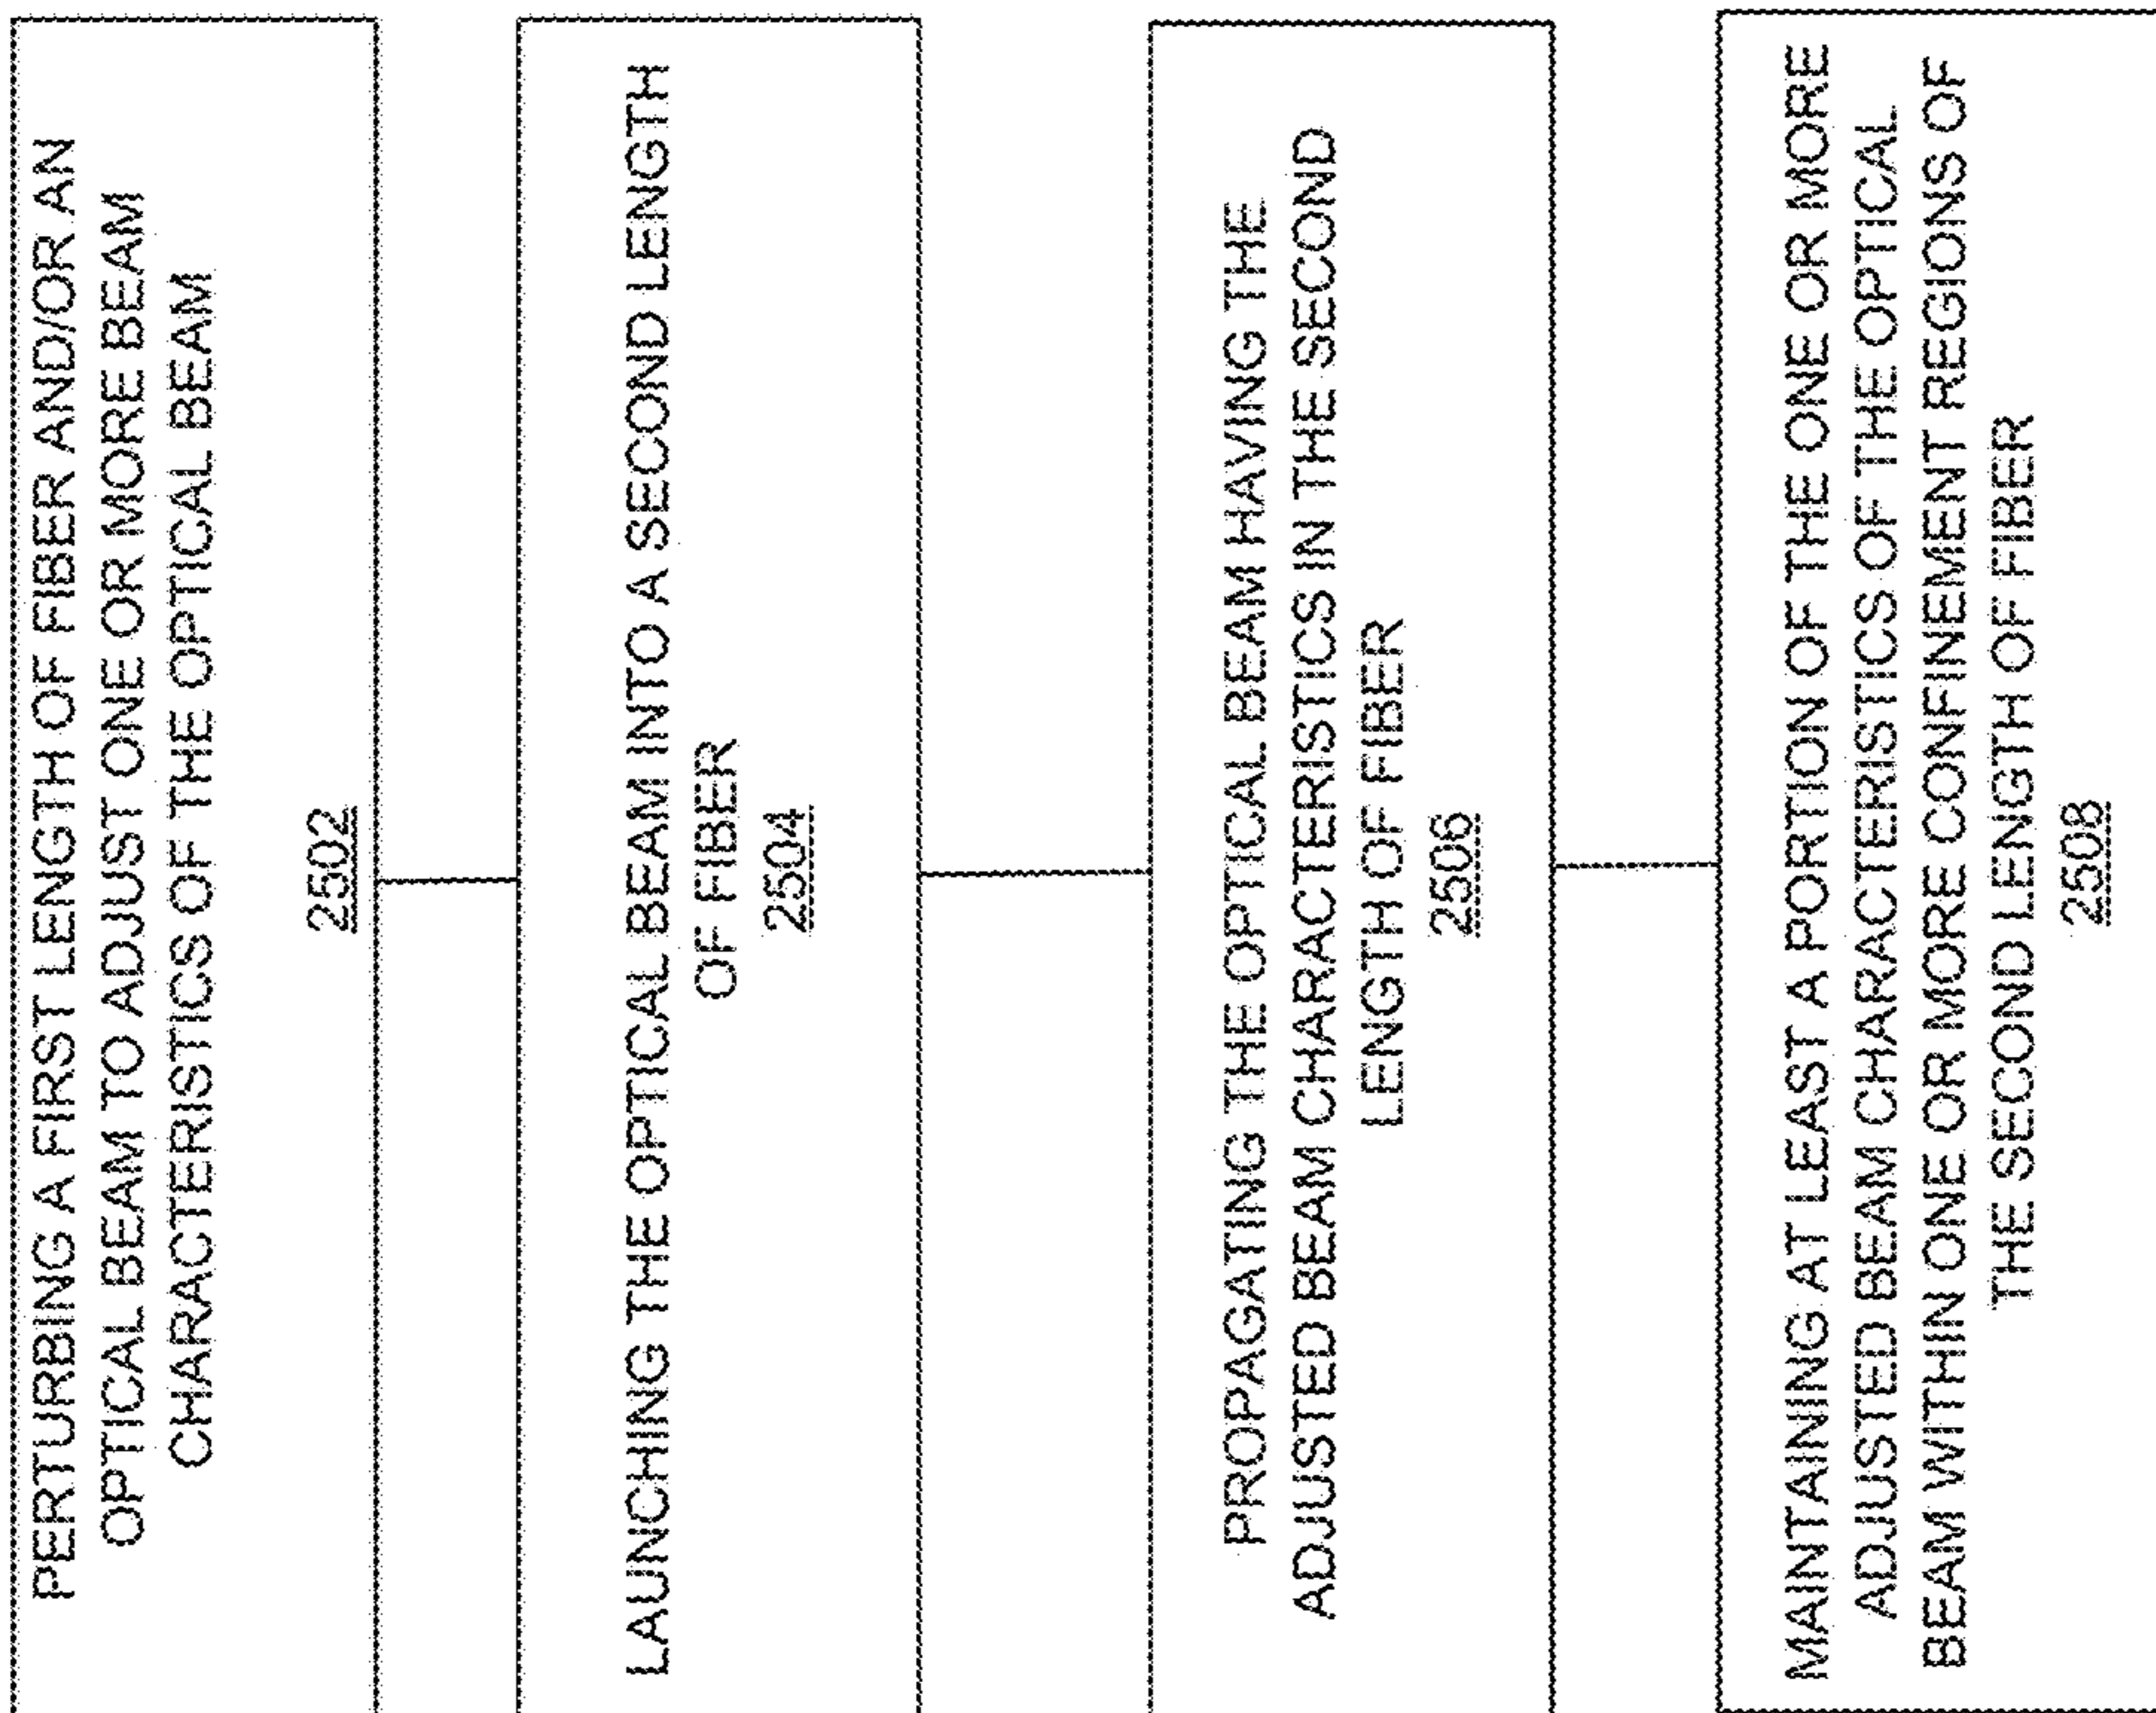 PERTURBING A FIRST LENGTH OF FIBER AND/OR AN
OPTICAL BEAM TO ADJUST ONE OR MORE BEAM
CHARACTERISTICS OF THE OPTICAL BEAM
2502
LAUNCHING THE OPTICAL BEAM INTO A SECOND LENGTH
OF FIBER
2504
PROPAGATING THE OPTICAL BEAM HAVING THE
ADJUSTED BEAM CHARACTERISTICS IN THE SECOND
LENGTH OF FIBER
2506
MAINTAINING AT LEAST A PORTION OF THE ONE OR MORE
ADJUSTED BEAM CHARACTERISTICS OF THE OPTICAL
BEAM WITHIN ONE OR MORE CONFINEMENT REGIONS OF
THE SECOND LENGTH OF FIBER
2508